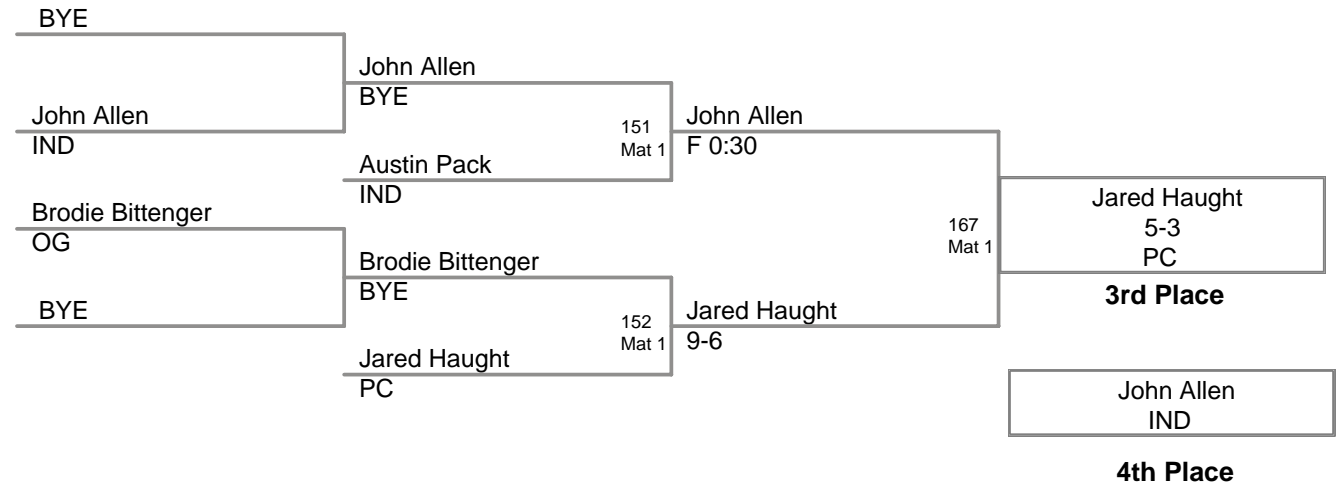 BYE
John Allen
IND
Brodie Bittenger
OG
BYE
John Allen
BYE
Austin Pack
IND
Brodie Bittenger
BYE
Jared Haught
PC
151
Mat 1
152
Mat 1
John Allen
F 0:30
Jared Haught
9-6
167
Mat 1
Jared Haught
5-3
PC
3rd Place
John Allen
IND
4th Place